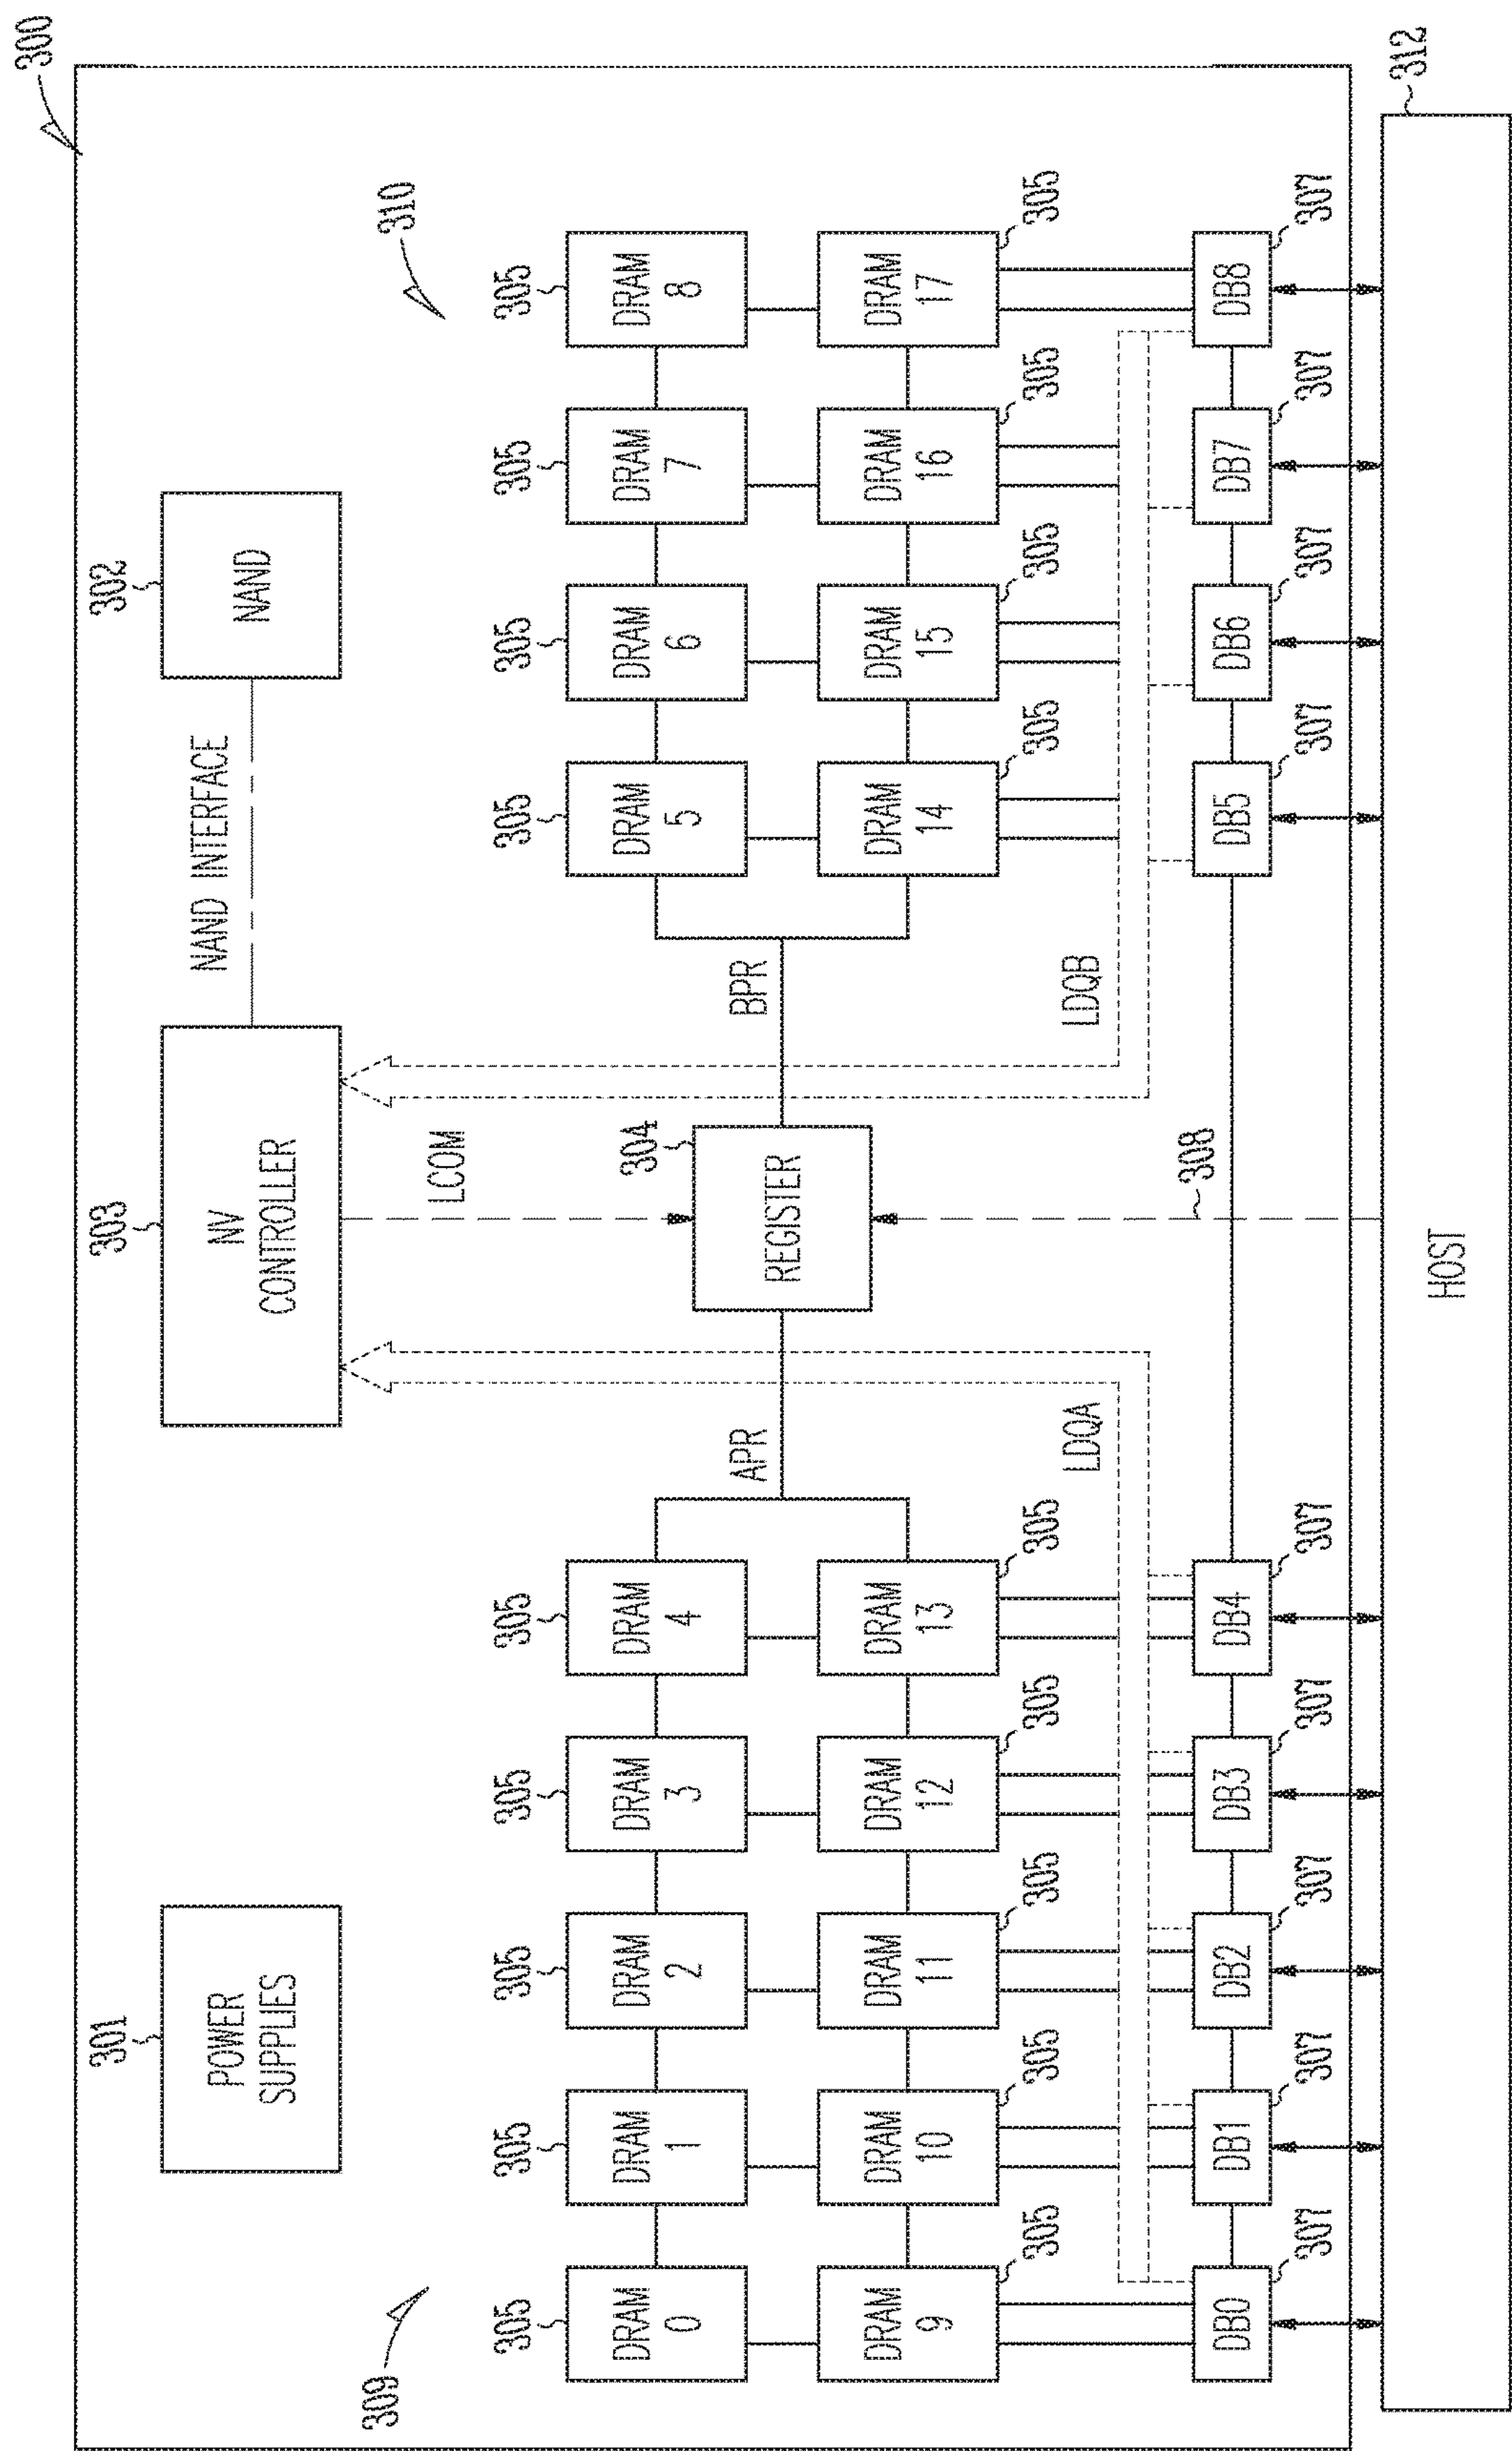 300
301
POWER
SUPPLIES
303
NV
CONTROLLER
NAND INTERFACE
302
NAND
309
310
LCOM
305
DRAM
0
305
DRAM
1
305
DRAM
2
305
DRAM
3
305
DRAM
4
305
DRAM
5
305
DRAM
6
305
DRAM
7
305
DRAM
8
304
REGISTER
APR
BPR
DRAM
9
305
DRAM
10
305
DRAM
11
305
DRAM
12
305
DRAM
13
305
DRAM
14
305
DRAM
15
305
DRAM
16
305
DRAM
17
305
LDQA
LDQB
308
DB0
307
DB1
307
DB2
307
DB3
307
DB4
307
DB5
307
DB6
307
DB7
307
DB8
307
312
HOST